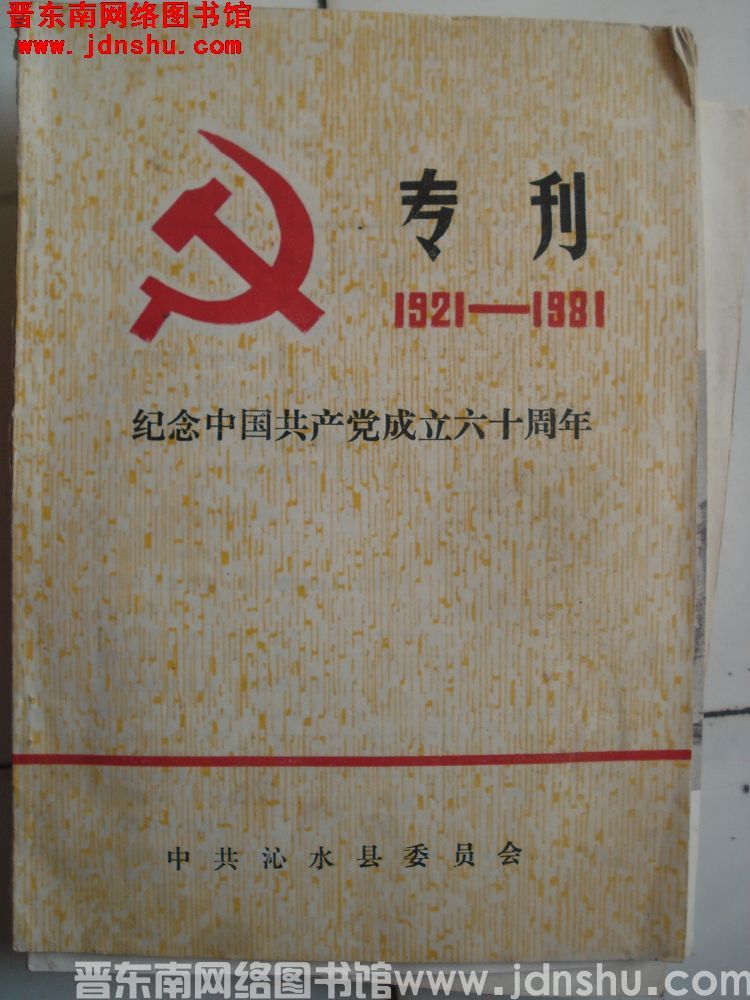 晋东南网络图书馆
www.jdnshu.com
专刊
1921—1981
纪念中国共产党成立六十周年
中共沁水县委员会
晋东南网络图书馆www.jdnshu.com